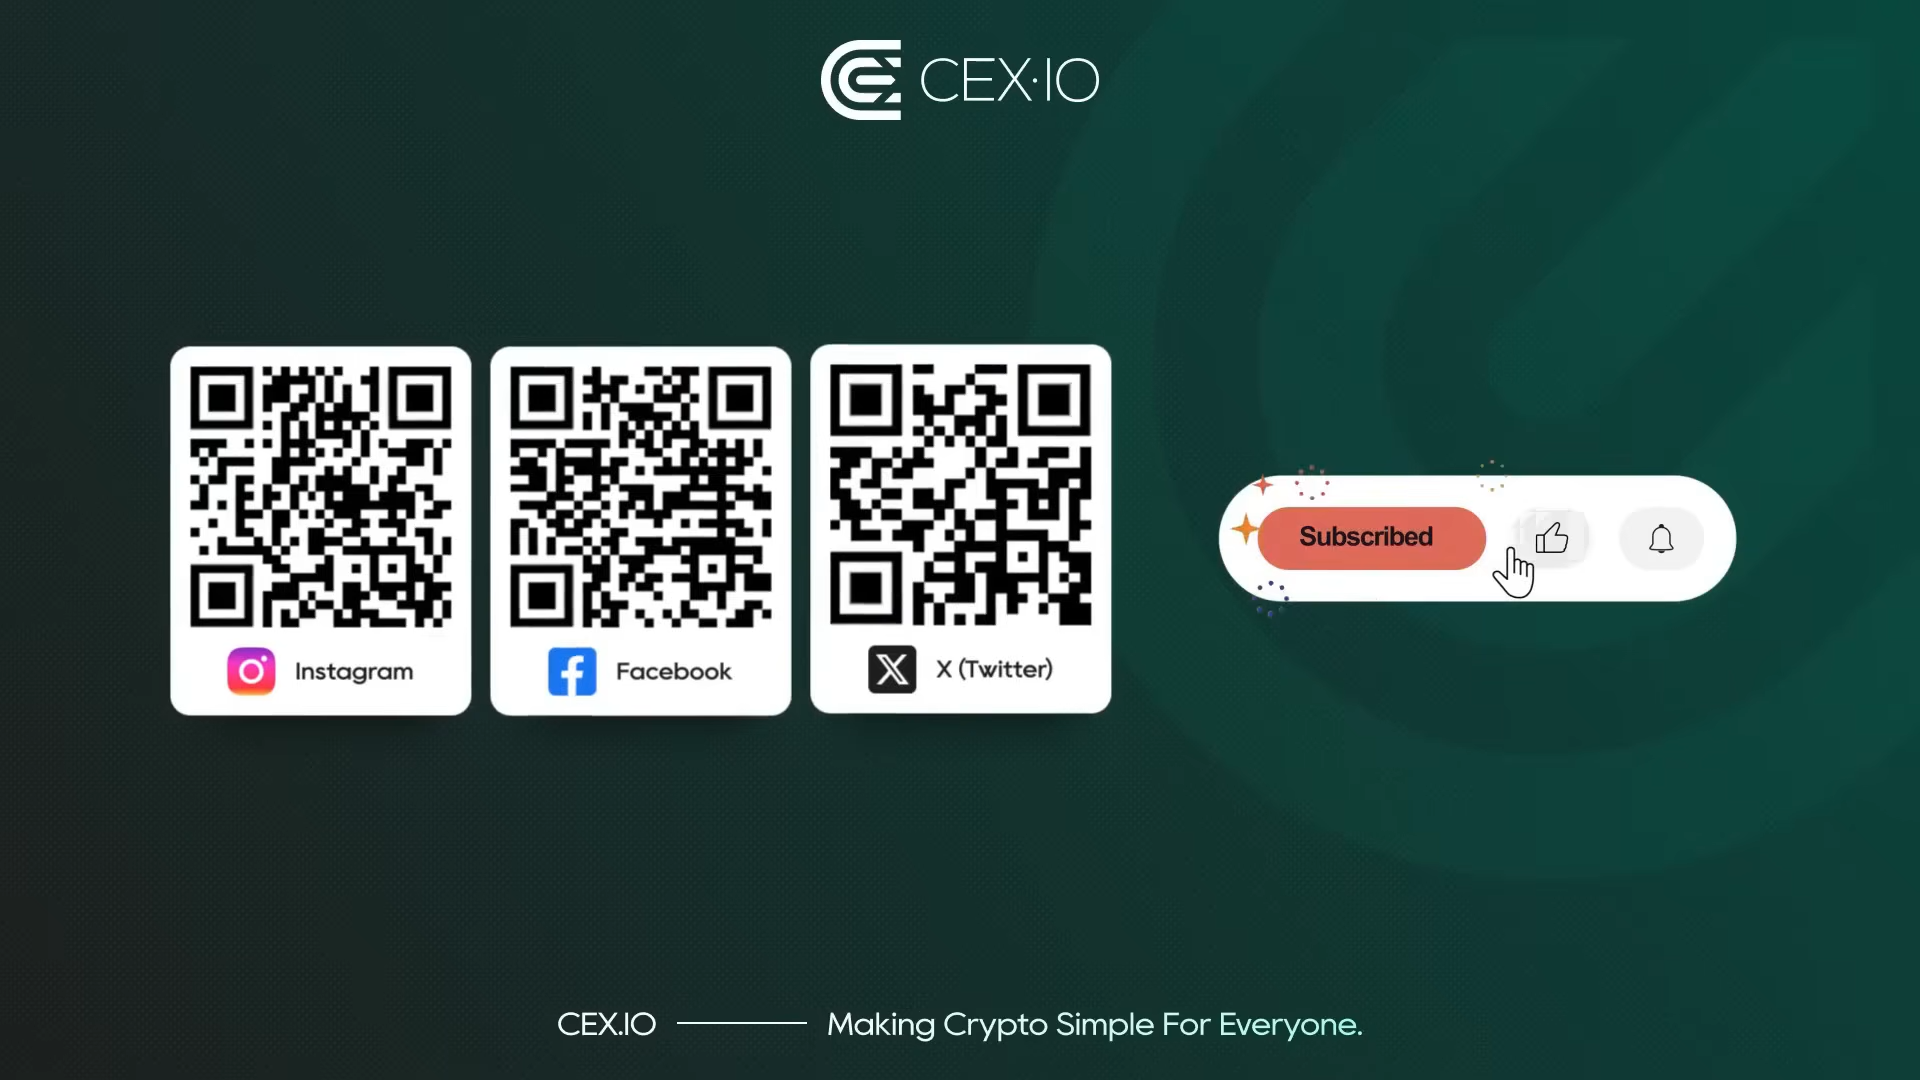 CEX·IO
Instagram
Facebook
X (Twitter)
Subscribed
CEX.IO
Making Crypto Simple For Everyone.